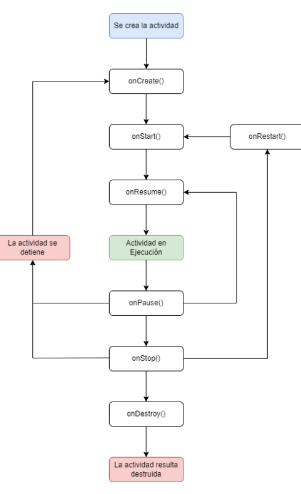 Se crea la actividad
onCreate()
onStart()
onRestart()
onResume()
La actividad se
detiene
Actividad en
Ejecución
onPause()
onStop()
onDestroy()
La actividad resulta
destruida